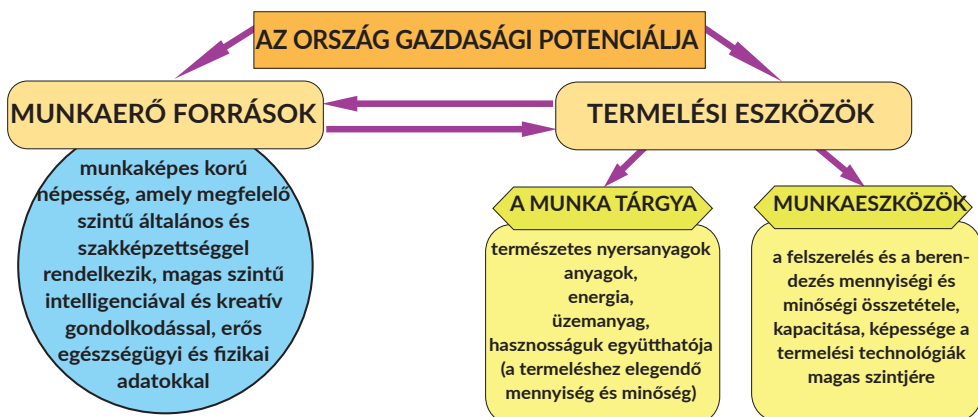 AZ ORSZÁG GAZDASÁGI POTENCIÁLJA
MUNKAERŐ FORRÁSOK
munkaképes korú
népesség, amely megfelelő
szintű általános és
szakképzettséggel
rendelkezik, magas szintű
intelligenciával és kreatív
gondolkodással, erős
egészségügyi és fizikai
adatokkal
TERMELÉSI ESZKÖZÖK
A MUNKA TÁRGYA
természetes nyersanyagok
anyagok,
energia,
üzemanyag,
hasznosságuk együtthatója
(a termeléshez elegendő
mennyiség és minőség)
MUNKAESZKÖZÖK
a felszerelés és a beren-
dezés mennyiségi és
minőségi összetétele,
kapacitása, képessége a
termelési technológiák
magas szintjére